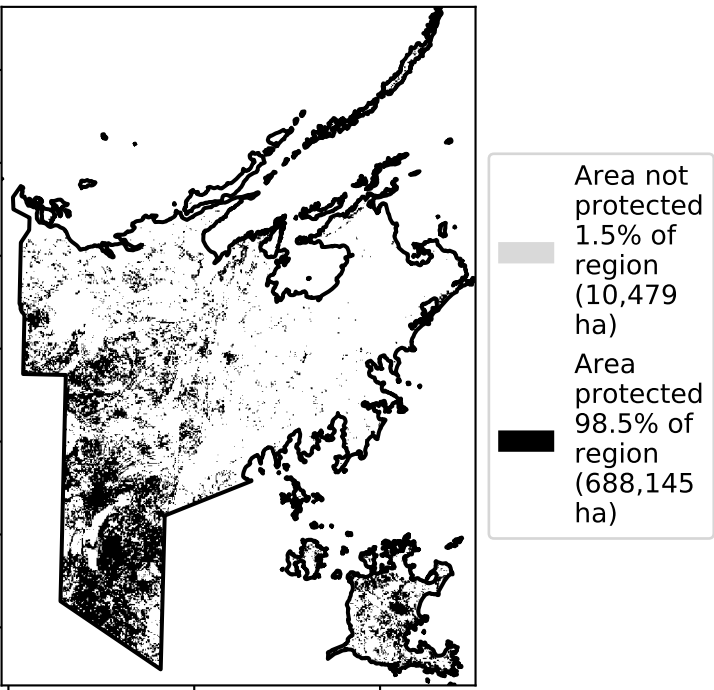 Area not
protected
1.5% of
region
(10,479
ha)
Area
protected
98.5% of
region
(688,145
ha)